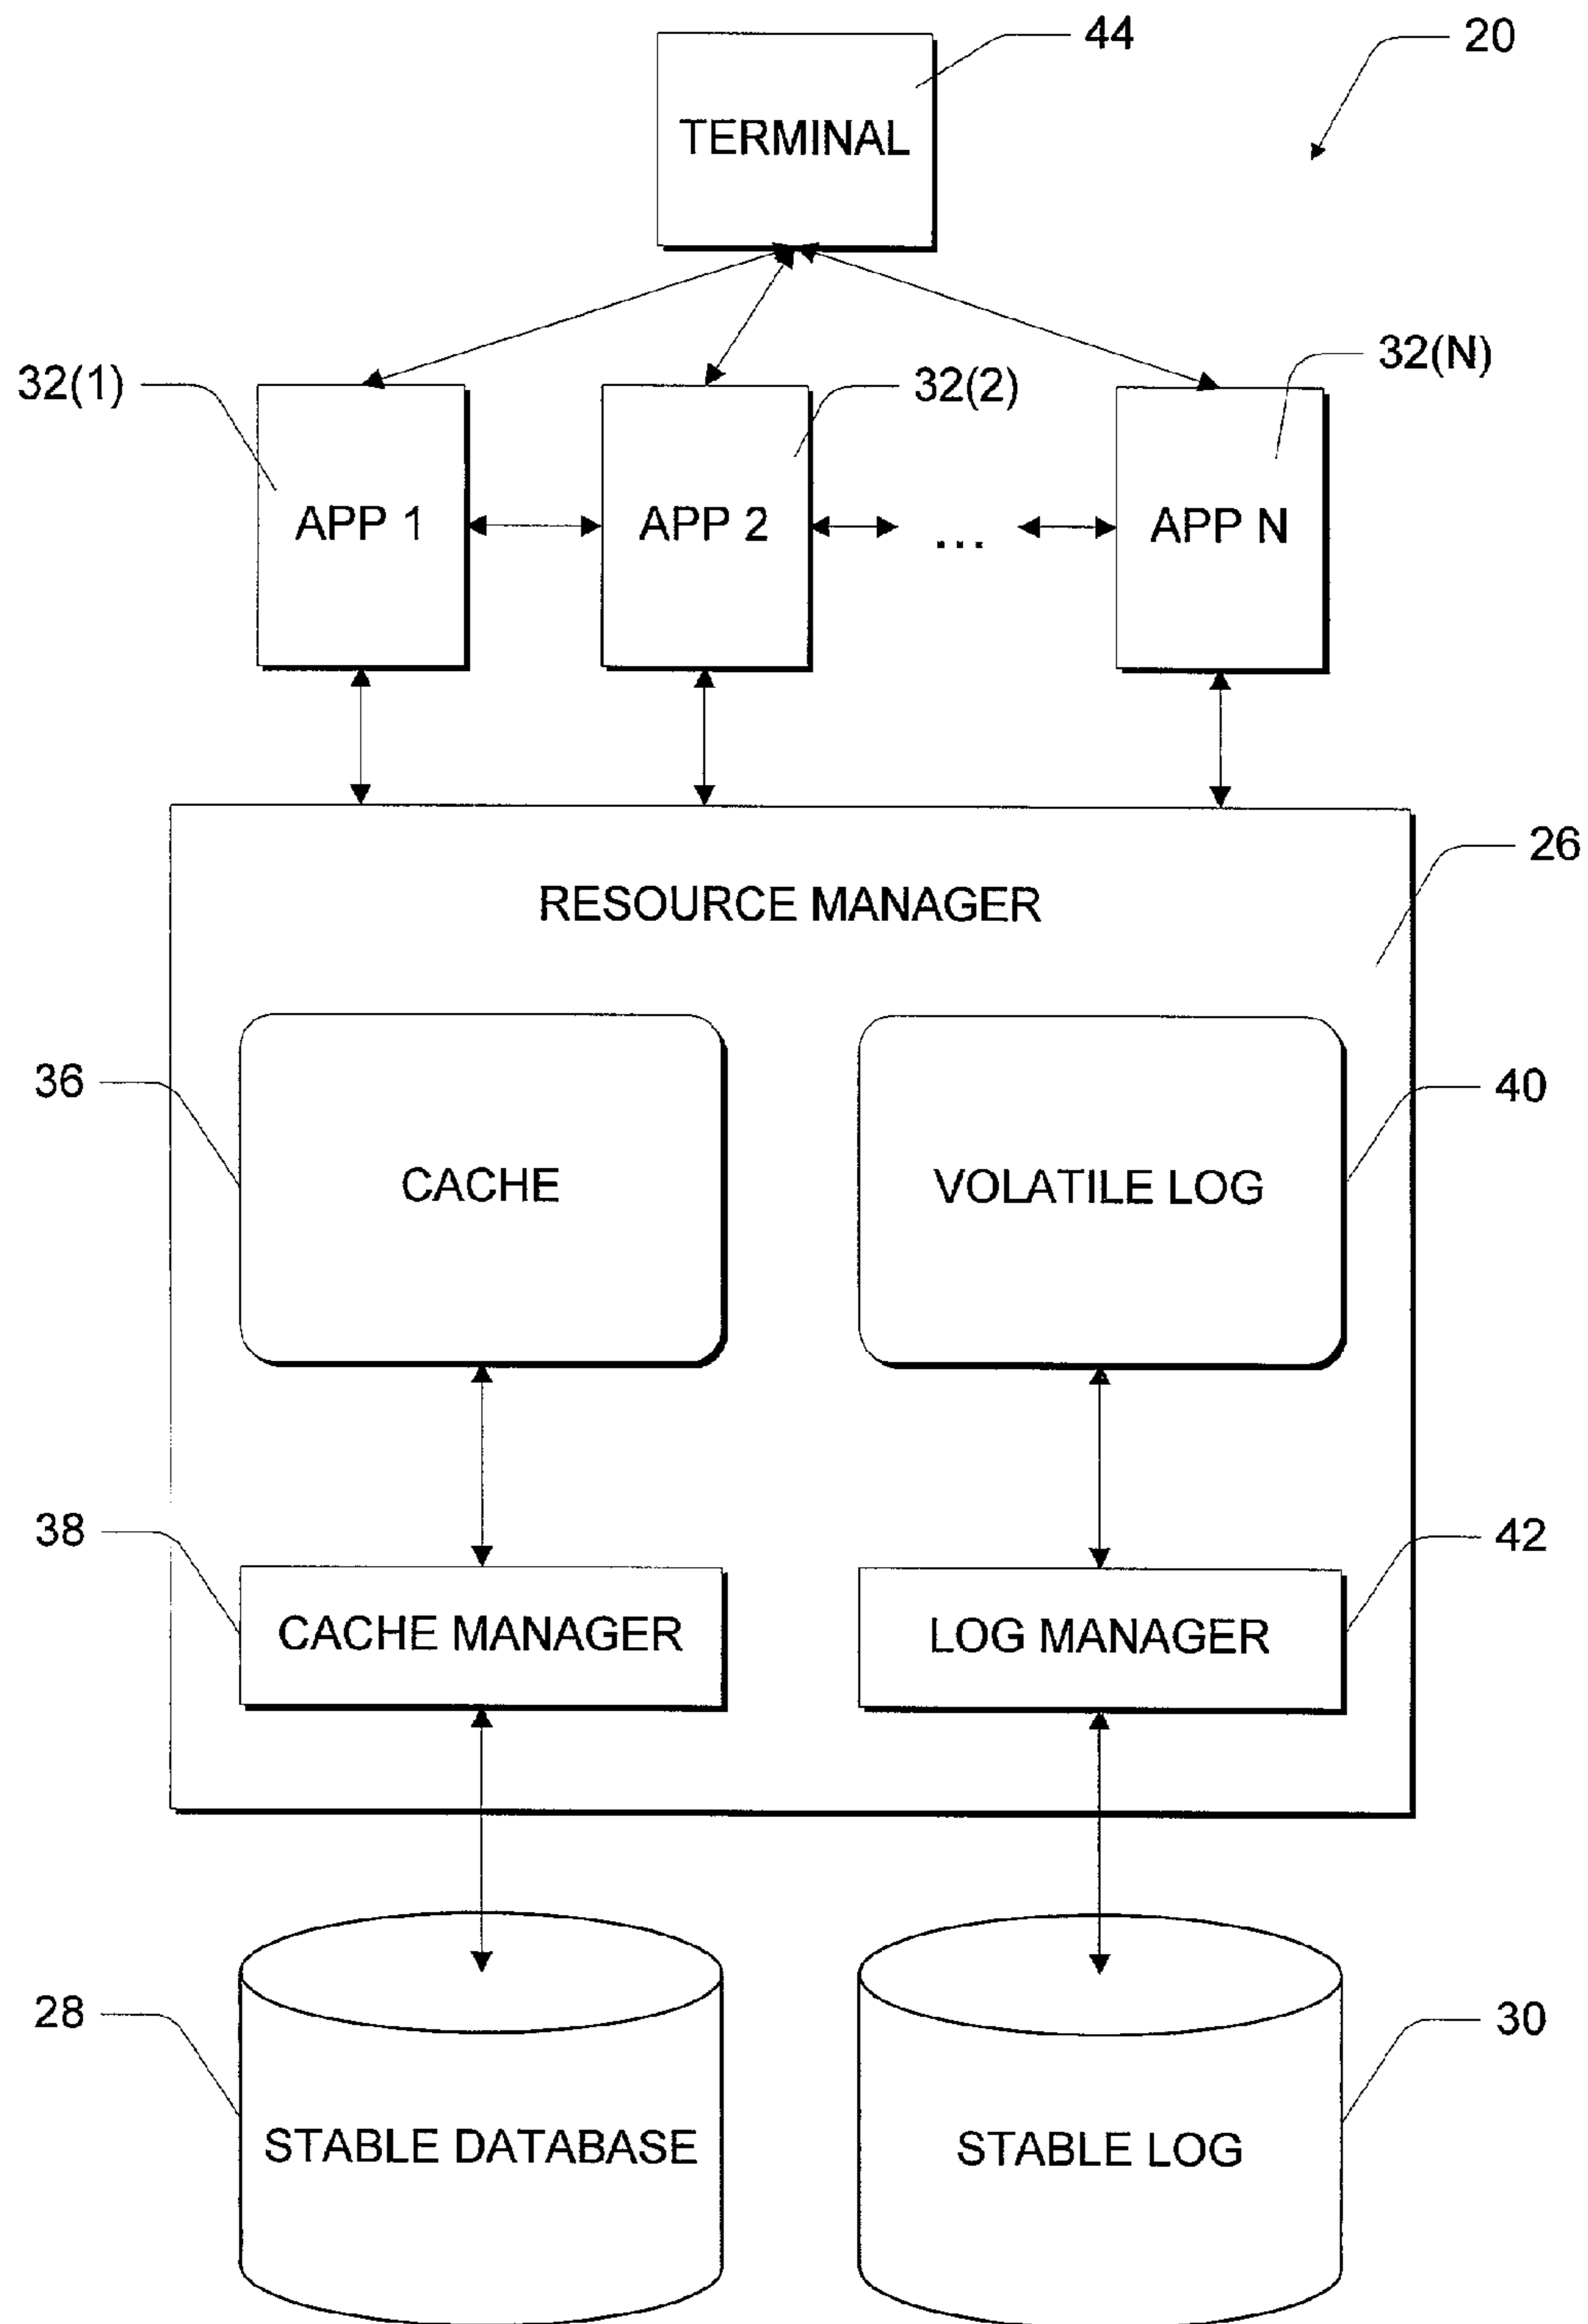 44
20
TERMINAL
32(1)
32(2)
32(N)
APP 1
APP 2
...
APP N
26
RESOURCE MANAGER
36
40
CACHE
VOLATILE LOG
38
42
CACHE MANAGER
LOG MANAGER
28
30
STABLE DATABASE
STABLE LOG